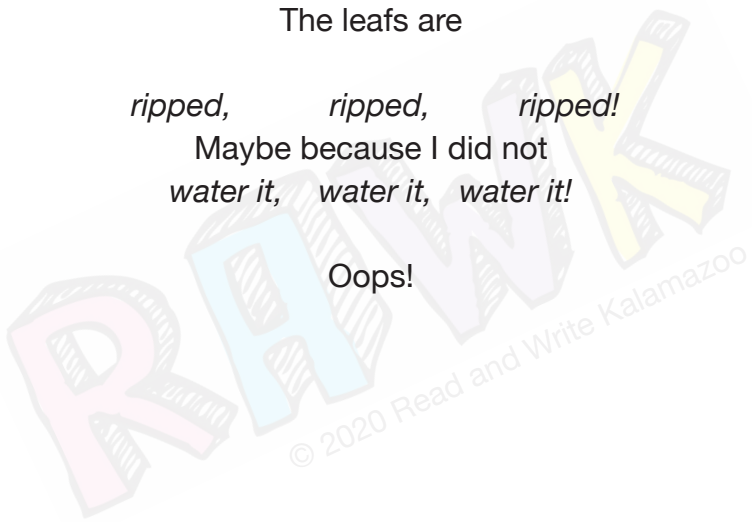 The leafs are
ripped, ripped, ripped!
Maybe because I did not
water it, water it, water it!
Oops!
RAWK
© 2020 Read and Write Kalamazoo